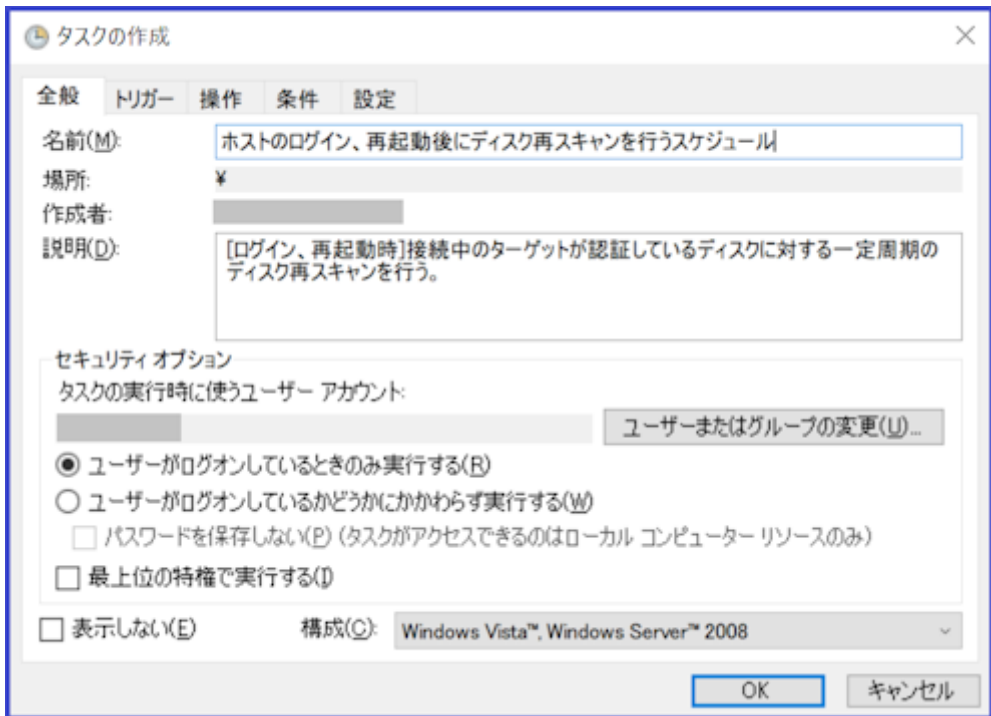 タスクの作成
全般 トリガー 操作 条件 設定
名前(M): ホストのログイン、再起動後にディスク再スキャンを行うスケジュール
場所: ¥
作成者:
説明(D): [ログイン、再起動時]接続中のターゲットが認証しているディスクに対する一定周期の
ディスク再スキャンを行う。
セキュリティ オプション
タスクの実行時に使うユーザー アカウント:
ユーザーまたはグループの変更(U)...
ユーザーがログオンしているときのみ実行する(R)
ユーザーがログオンしているかどうかにかかわらず実行する(W)
パスワードを保存しない(P) (タスクがアクセスできるのはローカル コンピューター リソースのみ)
最上位の特権で実行する(I)
表示しない(E) 構成(C): Windows Vista™, Windows Server™ 2008
OK キャンセル